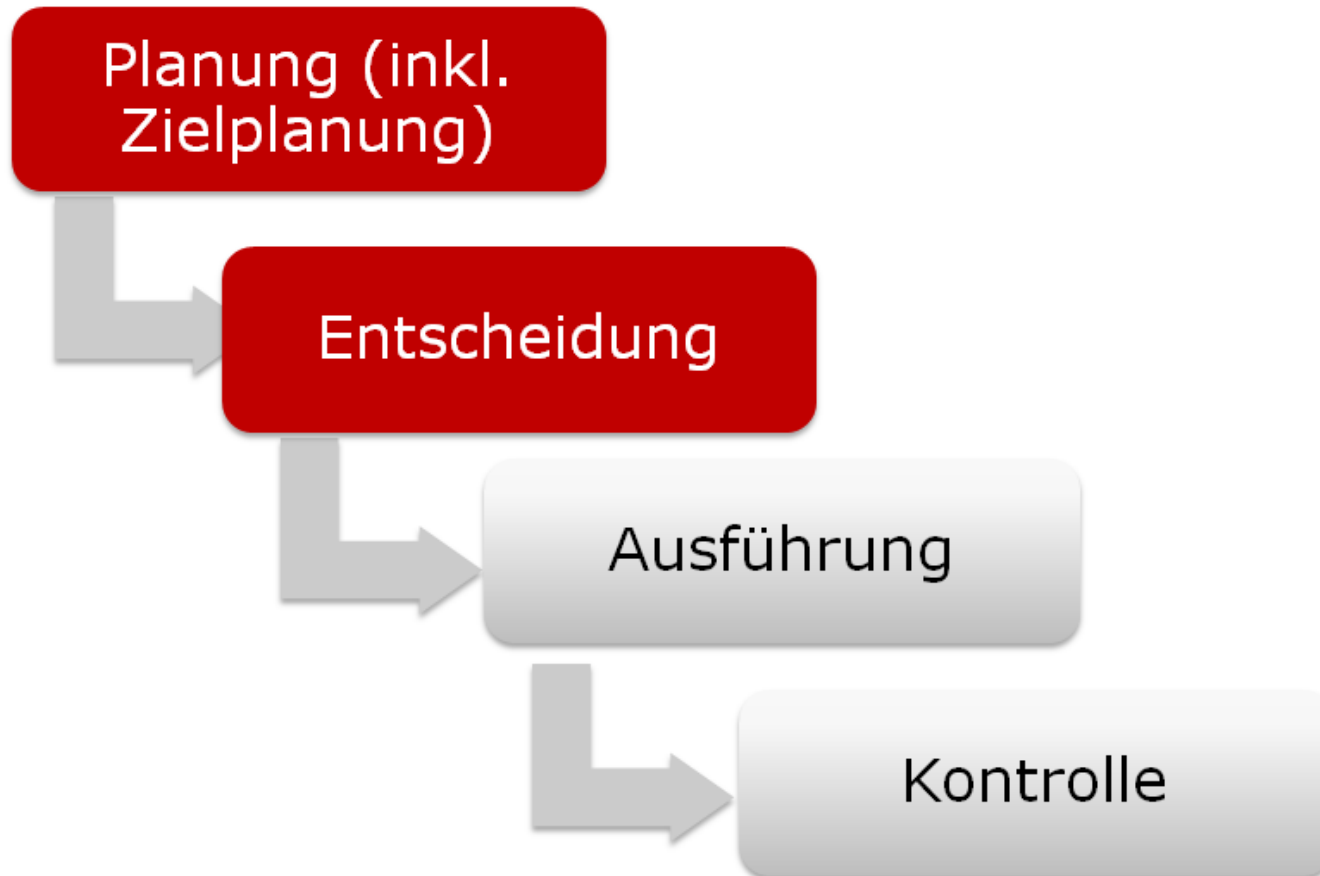 Planung (inkl.
Zielplanung)
Entscheidung
Ausführung
Kontrolle